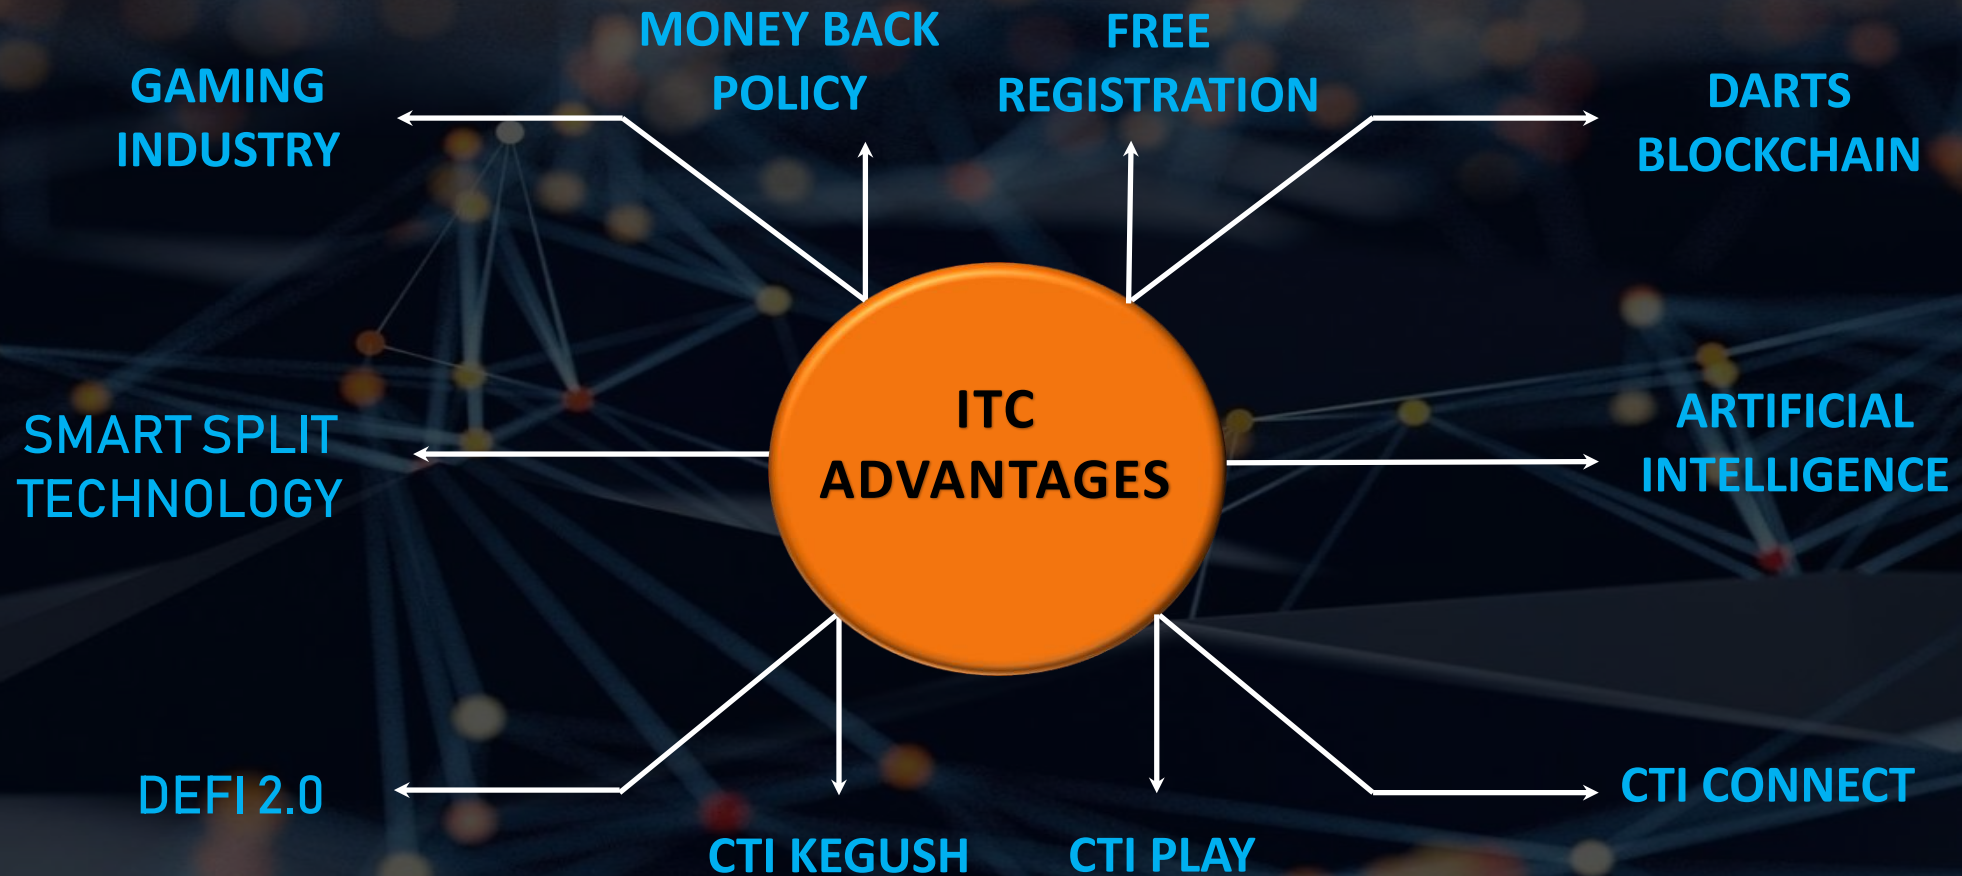 MONEY BACK
POLICY
FREE
REGISTRATION
GAMING
INDUSTRY
DARTS
BLOCKCHAIN
ITC
ADVANTAGES
SMART SPLIT
TECHNOLOGY
ARTIFICIAL
INTELLIGENCE
DEFI 2.0
CTI CONNECT
CTI KEGUSH
CTI PLAY